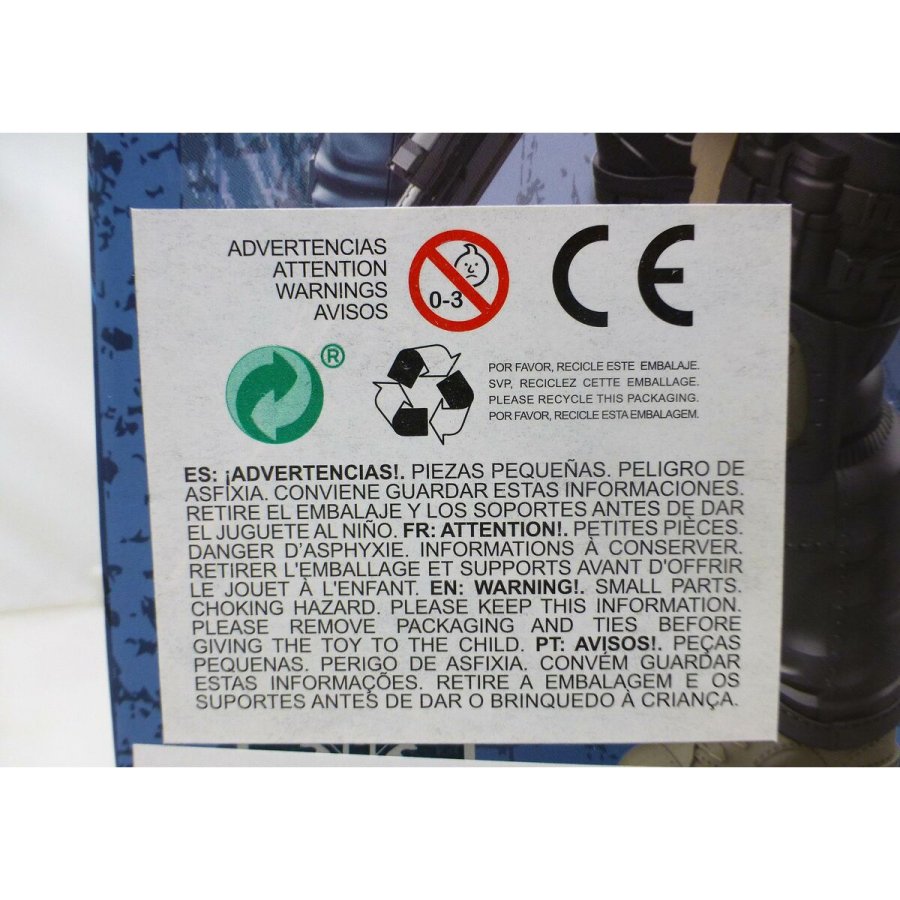 ADVERTENCIAS
ATTENTION
WARNINGS
AVISOS
0-3
CE
®
POR FAVOR, RECICLE ESTE EMBALAJE.
SVP, RECICLEZ CETTE EMBALLAGE.
PLEASE RECYCLE THIS PACKAGING.
POR FAVOR, RECICLE ESTA EMBALAGEM.
ES: ¡ADVERTENCIAS!. PIEZAS PEQUEÑAS. PELIGRO DE
ASFIXIA. CONVIENE GUARDAR ESTAS INFORMACIONES.
RETIRE EL EMBALAJE Y LOS SOPORTES ANTES DE DAR
EL JUGUETE AL NIÑO. FR: ATTENTION!. PETITES PIÈCES.
DANGER D'ASPHYXIE. INFORMATIONS À CONSERVER.
RETIRER L'EMBALLAGE ET SUPPORTS AVANT D'OFFRIR
LE JOUET À L'ENFANT. EN: WARNING!. SMALL PARTS.
CHOKING HAZARD. PLEASE KEEP THIS INFORMATION.
PLEASE REMOVE PACKAGING AND TIES BEFORE
GIVING THE TOY TO THE CHILD. PT: AVISOS!. PEÇAS
PEQUENAS. PERIGO DE ASFIXIA. CONVÉM GUARDAR
ESTAS INFORMAÇÕES. RETIRE A EMBALAGEM E OS
SUPORTES ANTES DE DAR O BRINQUEDO À CRIANÇA.